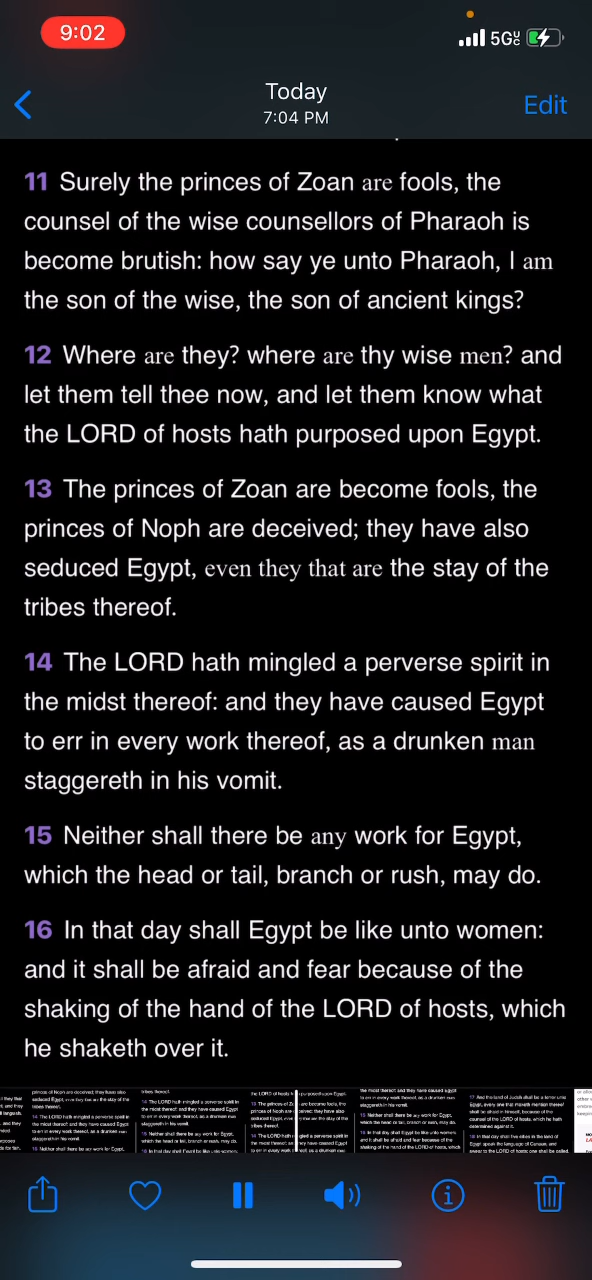 9:02
5G
Today
7:04 PM
Edit
11 Surely the princes of Zoan are fools, the
counsel of the wise counsellors of Pharaoh is
become brutish: how say ye unto Pharaoh, I am
the son of the wise, the son of ancient kings?
12 Where are they? where are thy wise men? and
let them tell thee now, and let them know what
the LORD of hosts hath purposed upon Egypt.
13 The princes of Zoan are become fools, the
princes of Noph are deceived; they have also
seduced Egypt, even they that are the stay of the
tribes thereof.
14 The LORD hath mingled a perverse spirit in
the midst thereof: and they have caused Egypt
to err in every work thereof, as a drunken man
staggereth in his vomit.
15 Neither shall there be any work for Egypt,
which the head or tail, branch or rush, may do.
16 In that day shall Egypt be like unto women:
and it shall be afraid and fear because of the
shaking of the hand of the LORD of hosts, which
he shaketh over it.